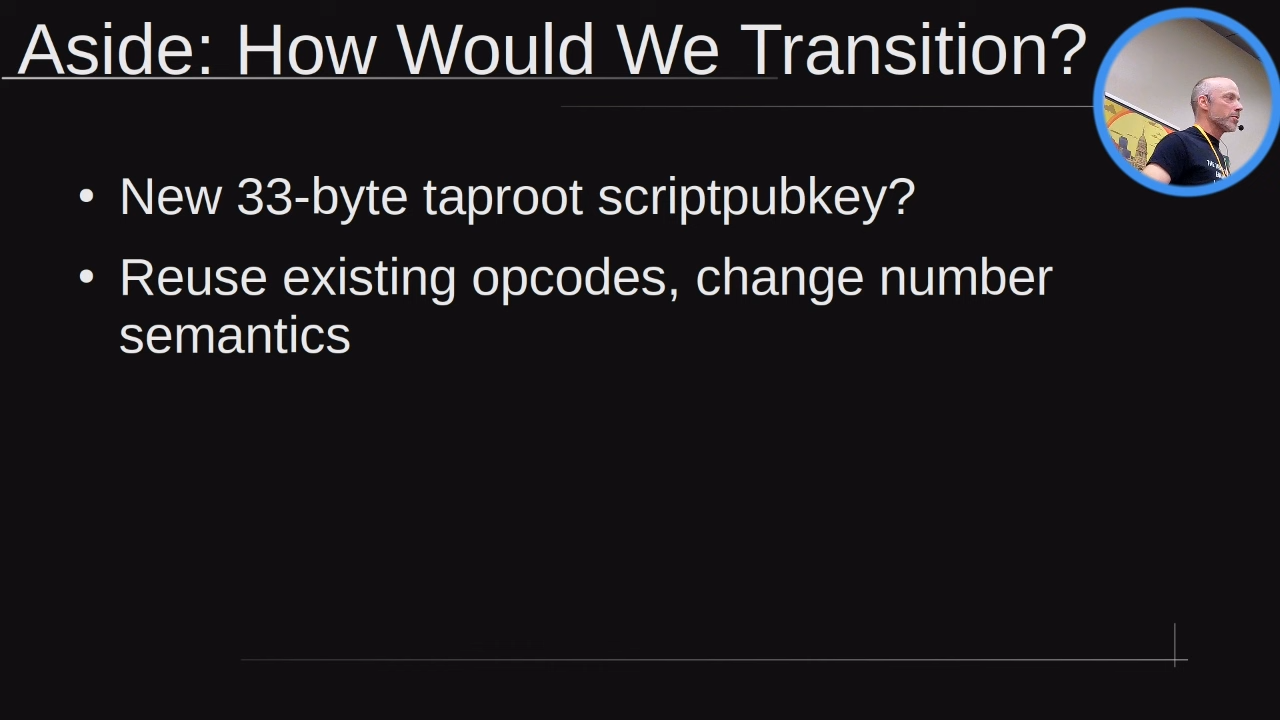 Aside: How Would We Transition?
• New 33-byte taproot scriptpubkey?
• Reuse existing opcodes, change number
semantics